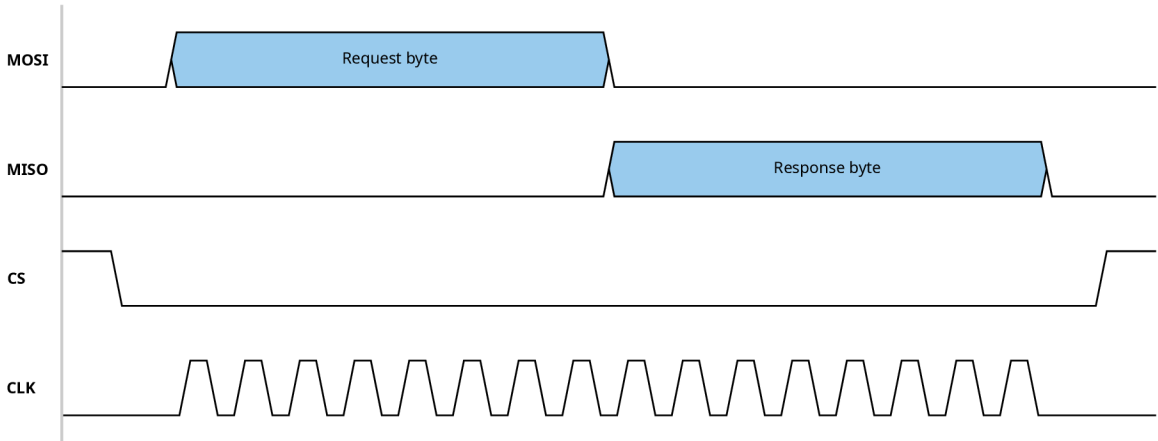 MOSI
Request byte
MISO
Response byte
CS
CLK